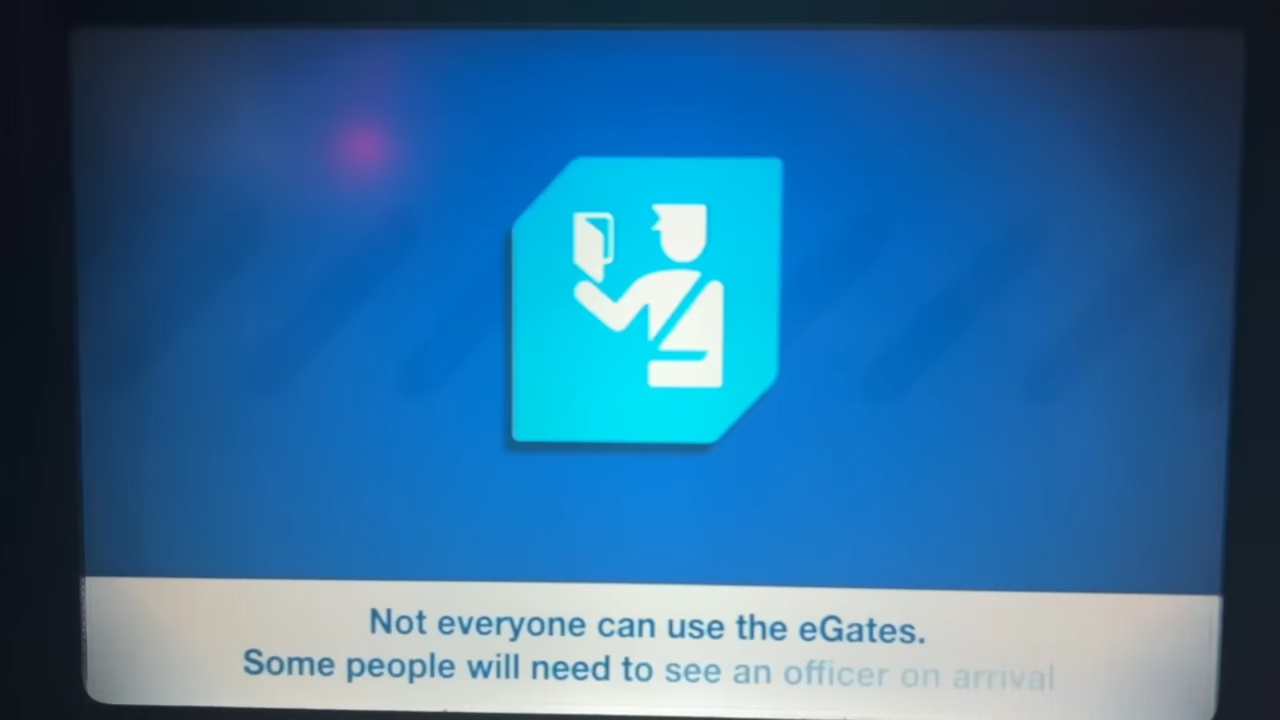 Not everyone can use the eGates.
Some people will need to see an officer on arrival